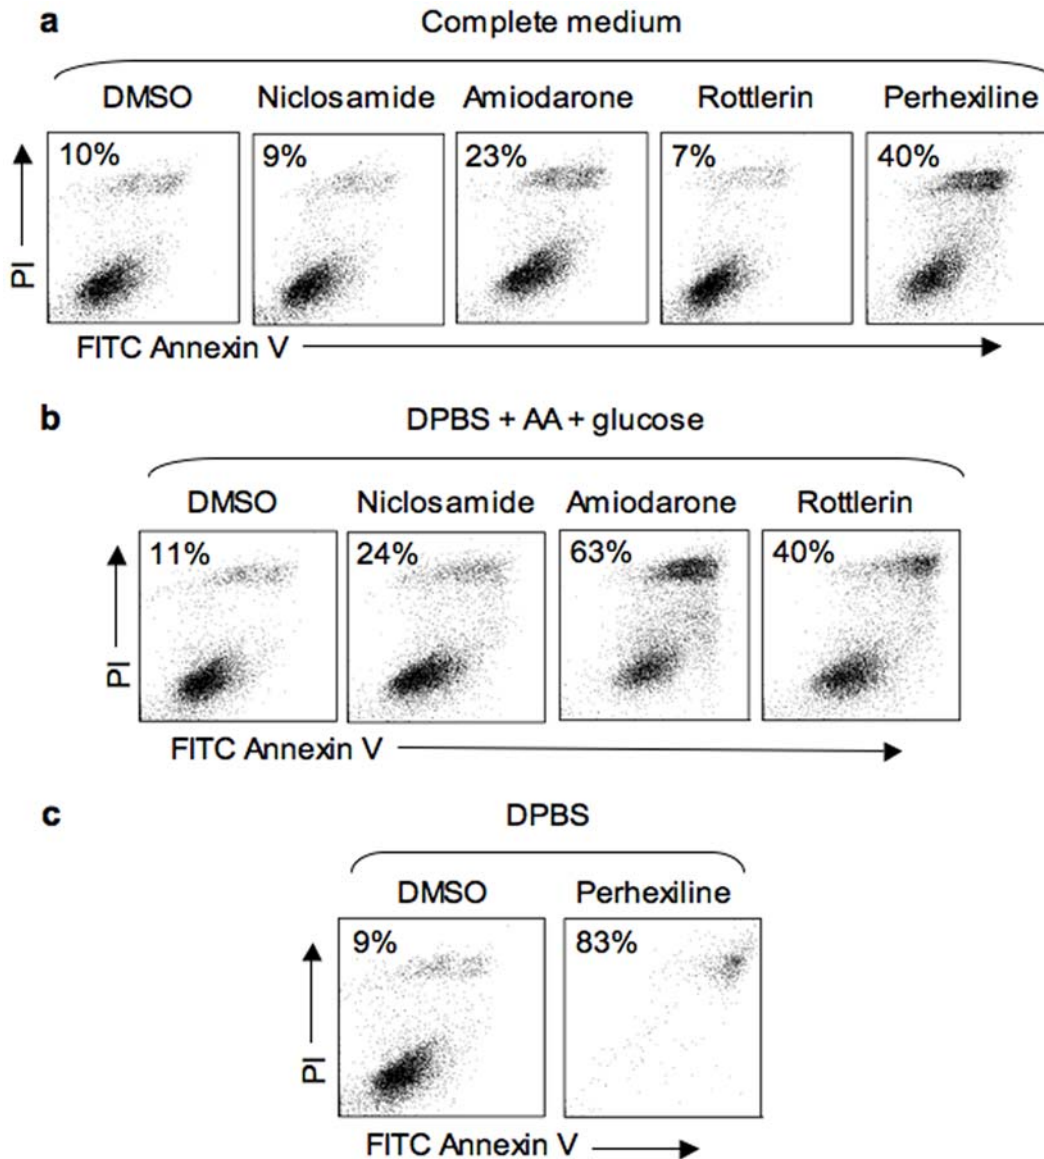 a
Complete medium
DMSO Niclosamide Amiodarone Rottlerin Perhexiline
10% 9% 23% 7% 40%
PI
FITC Annexin V
b
DPBS + AA + glucose
DMSO Niclosamide Amiodarone Rottlerin
11% 24% 63% 40%
PI
FITC Annexin V
c
DPBS
DMSO Perhexiline
9% 83%
PI
FITC Annexin V